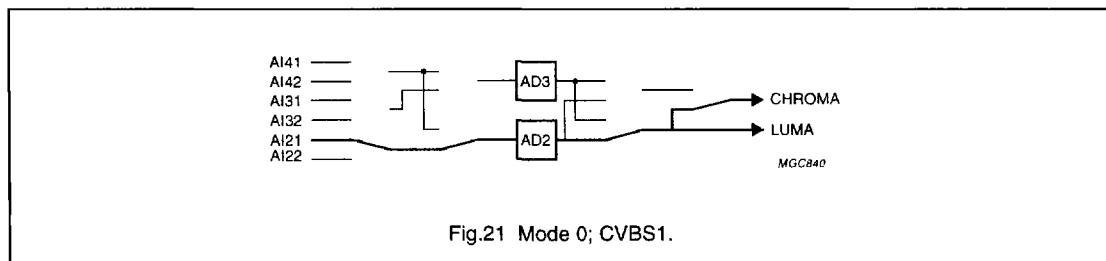 AI41
AI42
AI31
AI32
AI21
AI22
AD3
AD2
CHROMA
LUMA
MGC840
Fig.21 Mode 0; CVBS1.